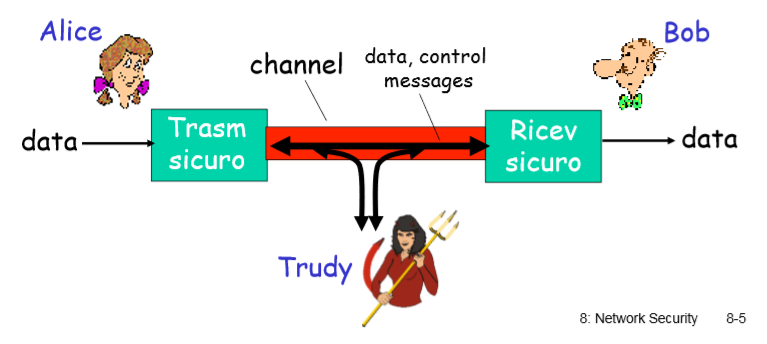 Alice
Bob
channel
data, control
messages
data
Trasm
sicuro
Ricev
sicuro
data
Trudy
8: Network Security 8-5